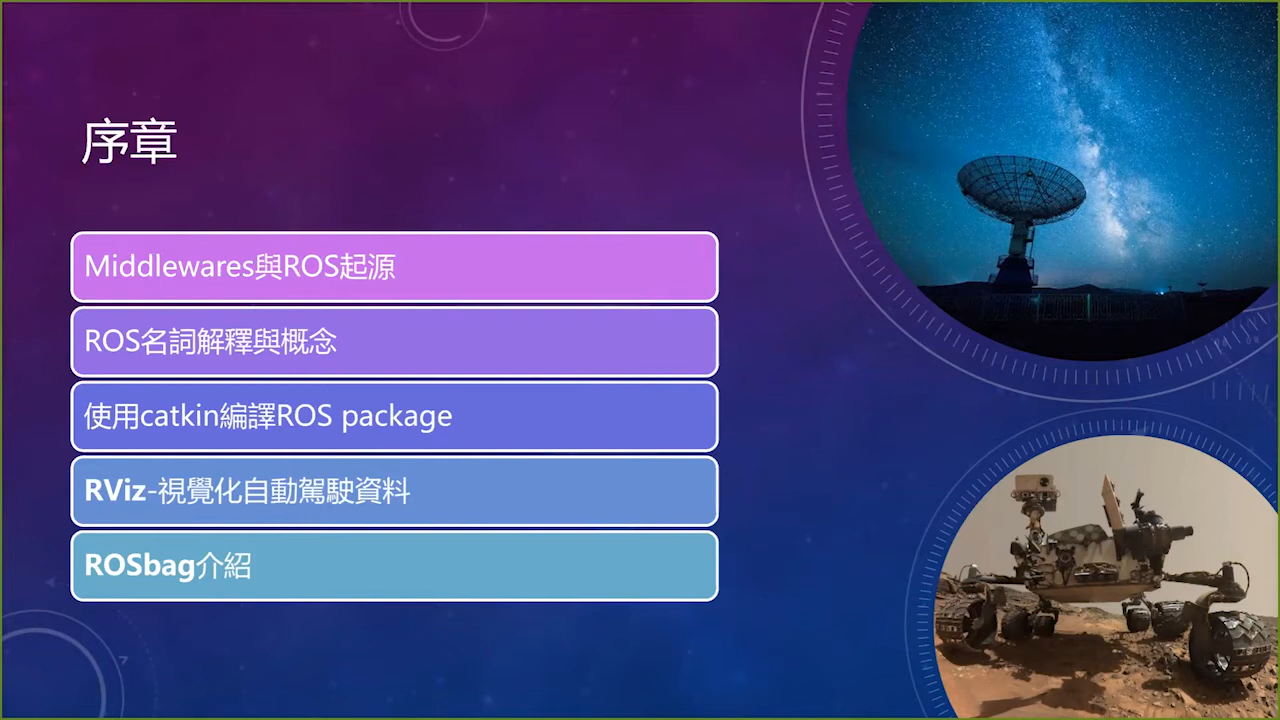 序章
Middlewares與ROS起源
ROS名詞解釋與概念
使用catkin編譯ROS package
RViz-視覺化自動駕駛資料
ROSbag介紹